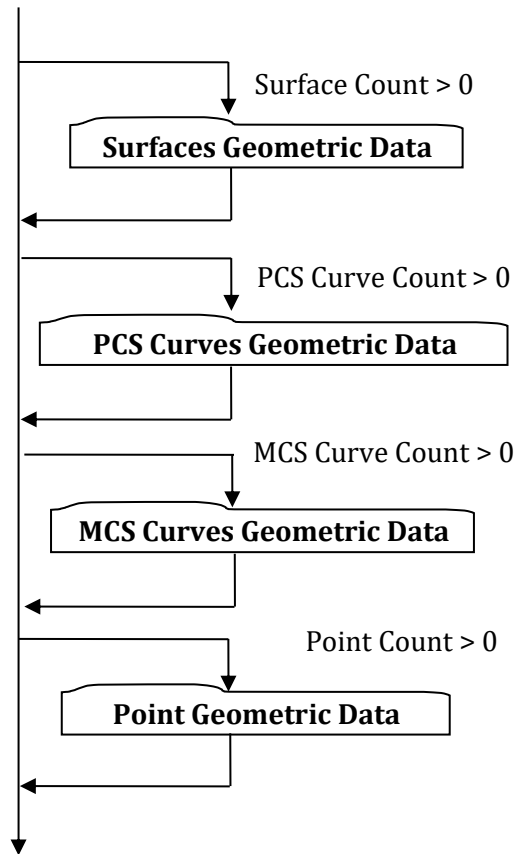 Surface Count > 0
Surfaces Geometric Data
PCS Curve Count > 0
PCS Curves Geometric Data
MCS Curve Count > 0
MCS Curves Geometric Data
Point Count > 0
Point Geometric Data